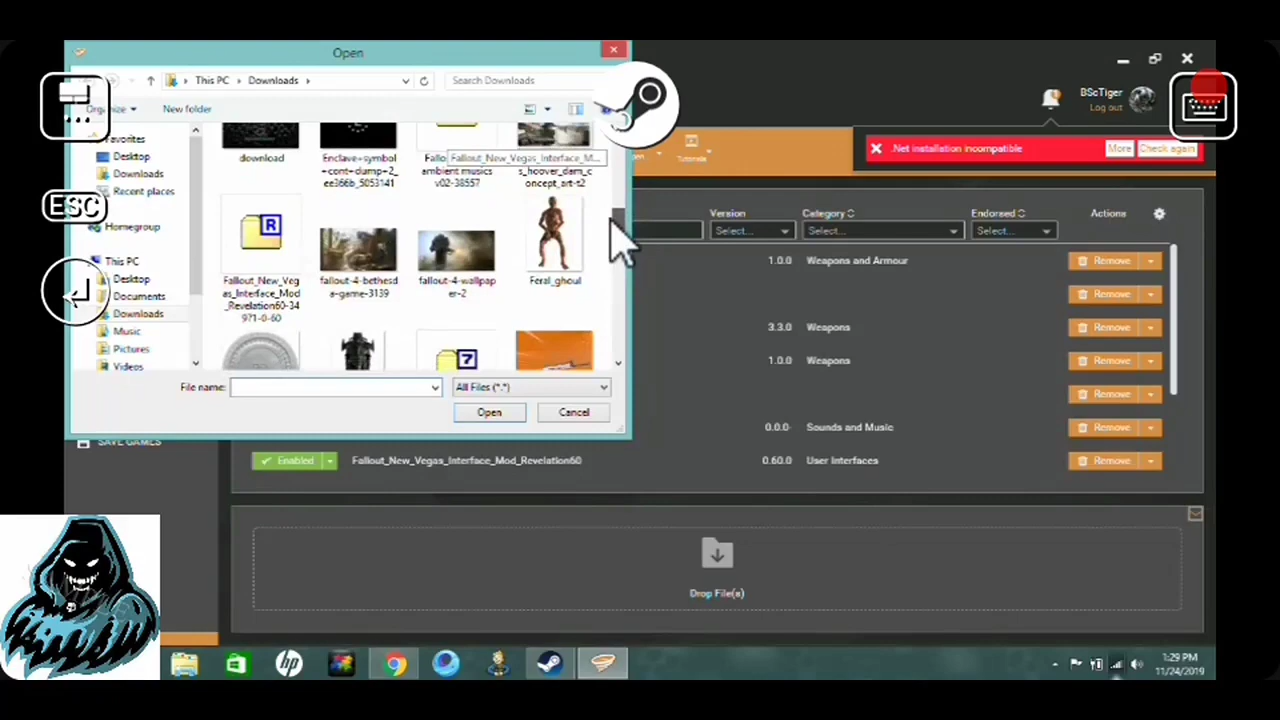 Open
This PC
Downloads
Search Downloads
Organize
New folder
Favorites
Desktop
Downloads
Recent places
Homegroup
This PC
Desktop
Documents
Downloads
Music
Pictures
Videos
download
Enclave+symbol
+cont+dump+2_
ee366b_5053141
ambient musics
v02-38557
Fallout_New_Vegas_Interface_M...
s_hoover_dam_c
oncept_art-t2
Fallout_New_Veg
as_Interface_Mod
_Revelation60-34
971-0-60
fallout-4-bethesd
a-game-3139
fallout-4-wallpap
er-2
Feral_ghoul
File name:
All Files (*.*)
Open
Cancel
ESC
BScTiger
Log out
Tutorials
.Net installation incompatible
More
Check again
Version
Category
Endorsed
Actions
Select...
Select...
Select...
1.0.0 Weapons and Armour Remove
Remove
3.3.0 Weapons Remove
1.0.0 Weapons Remove
Remove
0.0.0- Sounds and Music Remove
Enabled Fallout_New_Vegas_Interface_Mod_Revelation60 0.60.0 User Interfaces Remove
SAVE GAMES
Drop File(s)
1:29 PM
11/24/2019